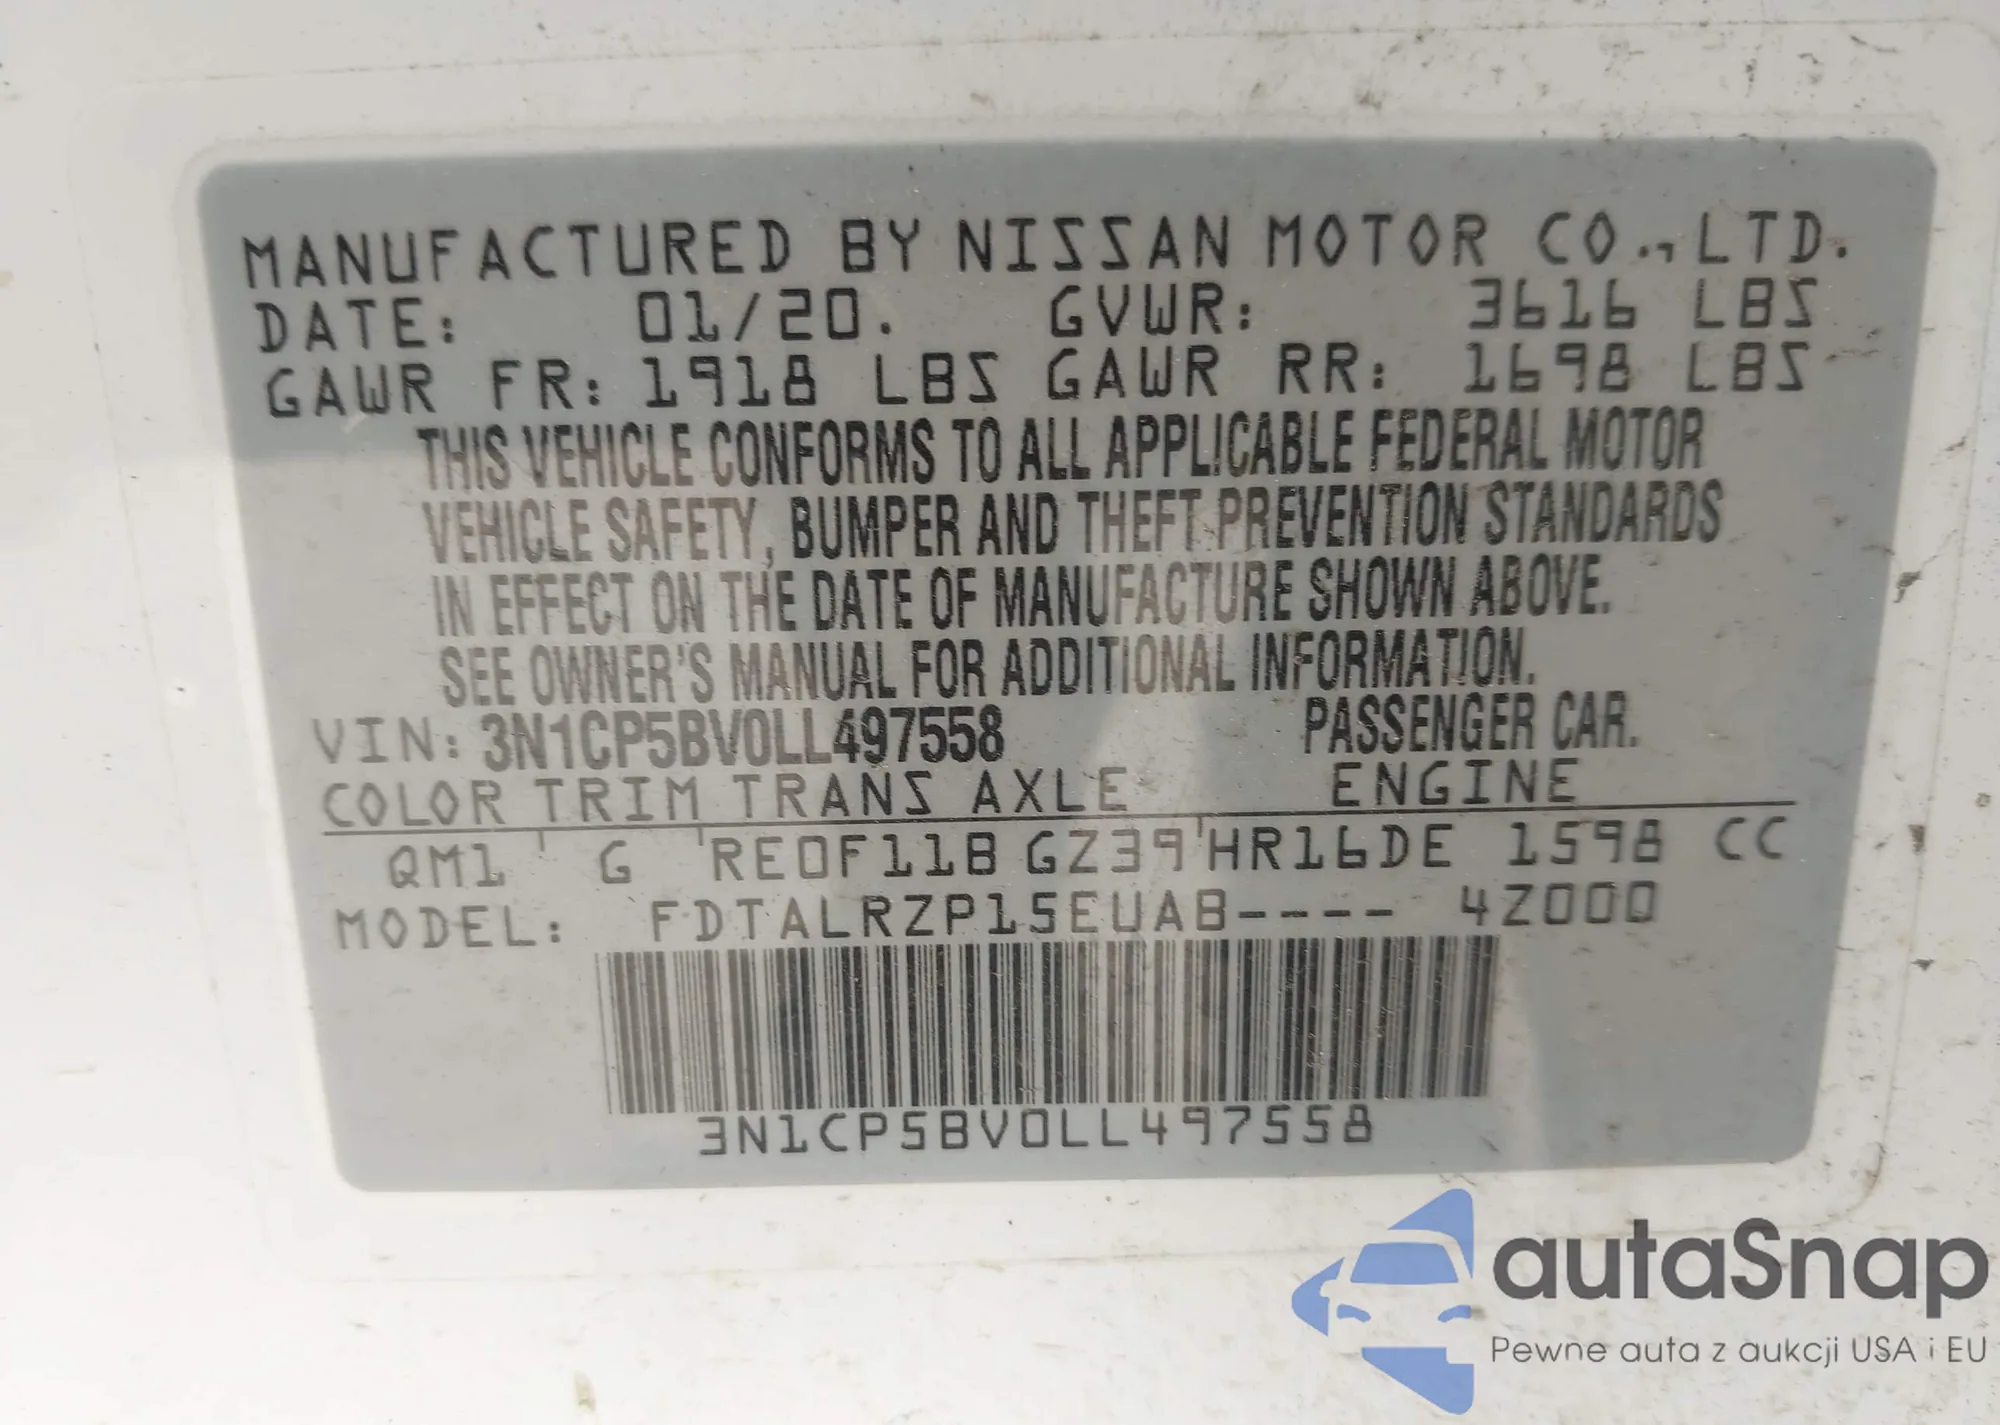 MANUFACTURED BY NISSAN MOTOR CO., LTD.
DATE: 01/20. GVWR: 3616 LBS
GAWR FR: 1918 LBS GAWR RR: 1698 LBS
THIS VEHICLE CONFORMS TO ALL APPLICABLE FEDERAL MOTOR
VEHICLE SAFETY, BUMPER AND THEFT PREVENTION STANDARDS
IN EFFECT ON THE DATE OF MANUFACTURE SHOWN ABOVE.
SEE OWNER'S MANUAL FOR ADDITIONAL INFORMATION.
VIN: 3N1CP5BV0LL497558 PASSENGER CAR.
COLOR TRIM TRANS AXLE ENGINE
QM1 ' G ' RE0F11B GZ39 ' HR16DE 1598 CC
MODEL: FDTALRZP15EUAB---- 4Z000
3N1CP5BV0LL497558
autaSnap
Pewne auta z aukcji USA i EU